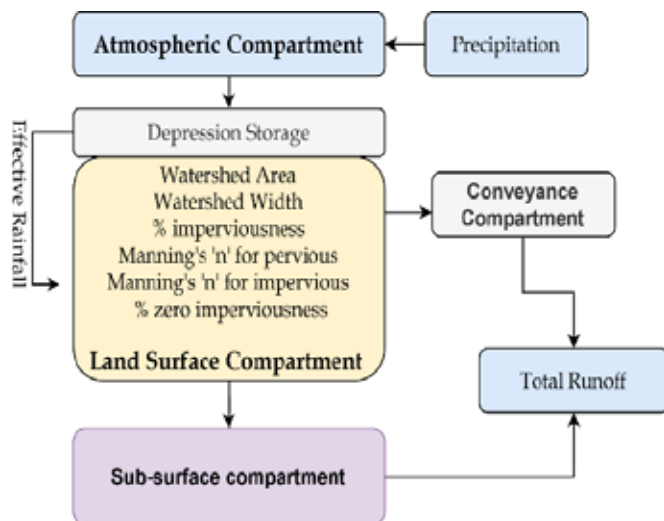 Atmospheric Compartment
Precipitation
Effective Rainfall
Depression Storage
Watershed Area
Watershed Width
% imperviousness
Manning's 'n' for pervious
Manning's 'n' for impervious
% zero imperviousness
Land Surface Compartment
Conveyance
Compartment
Total Runoff
Sub-surface compartment